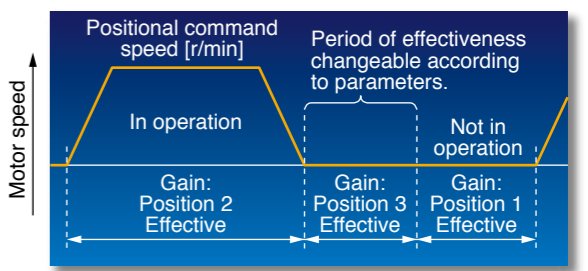 Positional command
speed [r/min]
Period of effectiveness
changeable according
to parameters.
Motor speed
In operation
Not in
operation
Gain:
Position 2
Effective
Gain:
Position 3
Effective
Gain:
Position 1
Effective